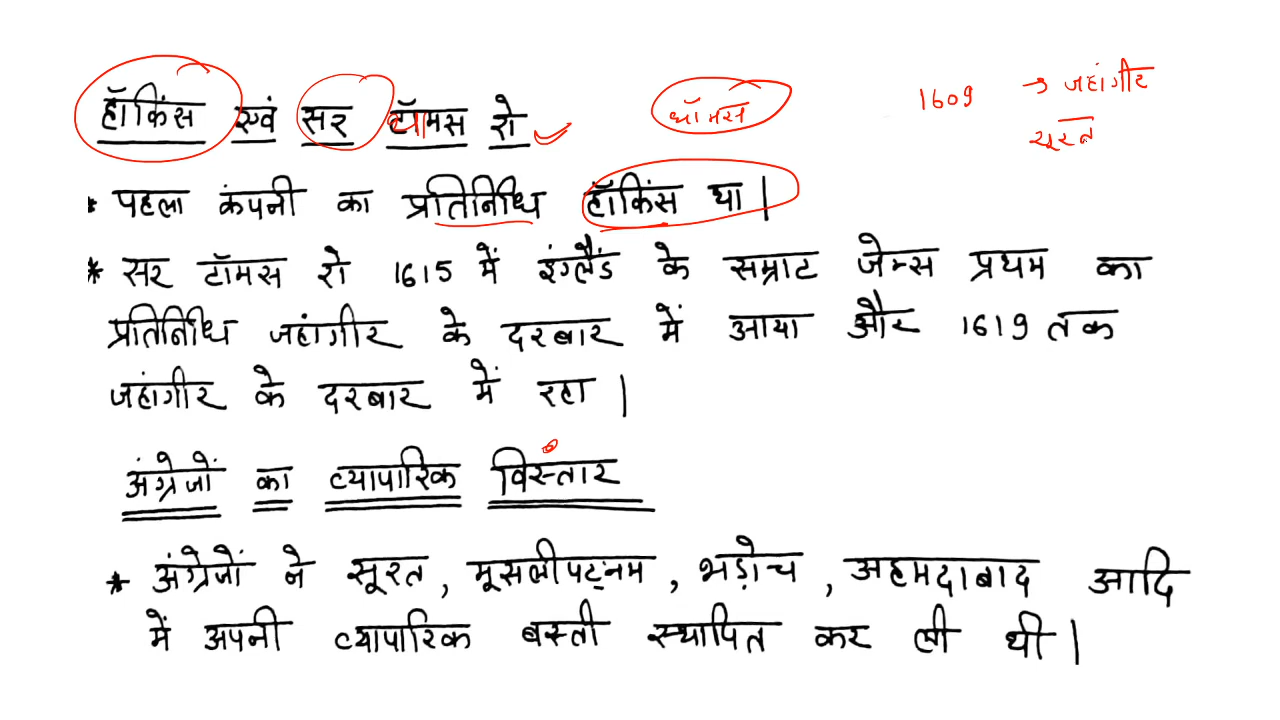 हॉकिंस एवं सर टॉमस रो ✓ थॉमस 1609 → जहांगीर
सूरत
* पहला कंपनी का प्रतिनिधि हॉकिंस था |
* सर टॉमस रो 1615 में इंग्लैंड के सम्राट जेम्स प्रथम का
प्रतिनिधि जहांगीर के दरबार में आया और 1619 तक
जहांगीर के दरबार में रहा |
अंग्रेजों का व्यापारिक विस्तार
* अंग्रेजों ने सूरत, मूसलीपट्नम, भड़ोच, अहमदाबाद आदि
में अपनी व्यापारिक बस्ती स्थापित कर ली थी |